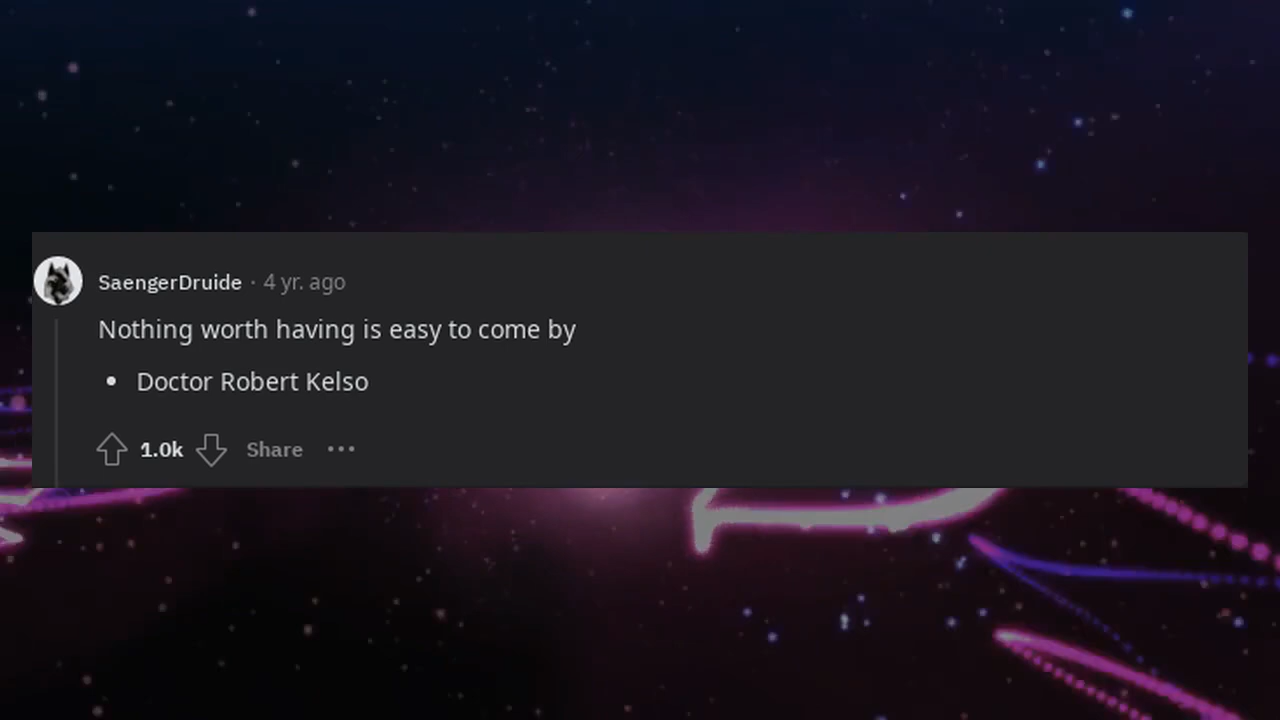 SaengerDruide · 4 yr. ago
Nothing worth having is easy to come by
• Doctor Robert Kelso
1.0k Share •••